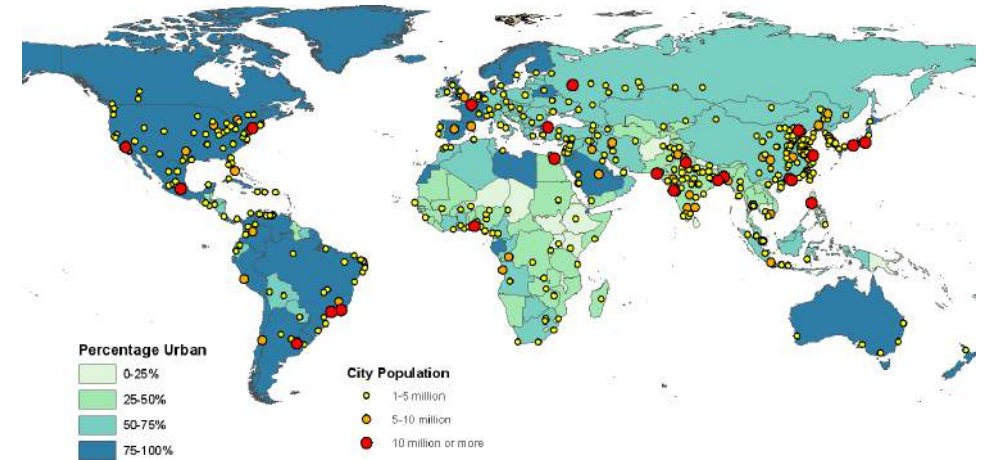 Percentage Urban
0-25%
25-50%
50-75%
75-100%
City Population
1-5 million
5-10 million
10 million or more